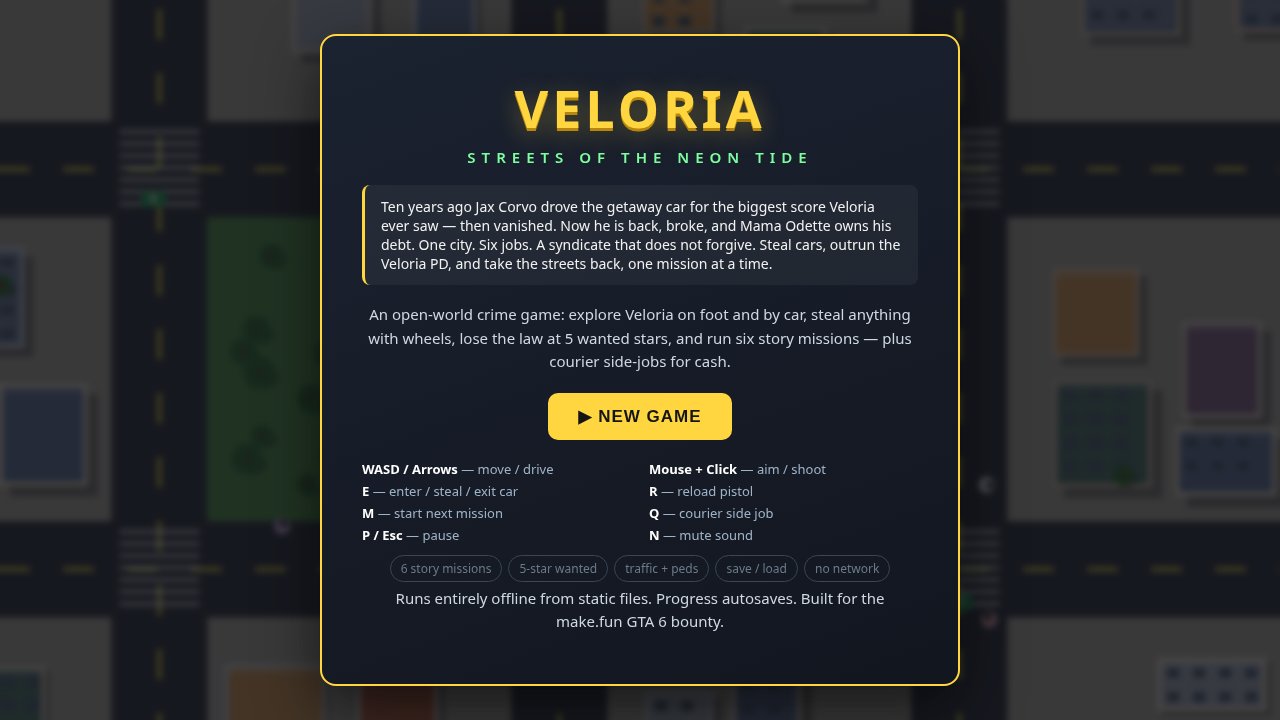 VELORIA
STREETS OF THE NEON TIDE
Ten years ago Jax Corvo drove the getaway car for the biggest score Veloria
ever saw — then vanished. Now he is back, broke, and Mama Odette owns his
debt. One city. Six jobs. A syndicate that does not forgive. Steal cars, outrun the
Veloria PD, and take the streets back, one mission at a time.
An open-world crime game: explore Veloria on foot and by car, steal anything
with wheels, lose the law at 5 wanted stars, and run six story missions — plus
courier side-jobs for cash.
▶ NEW GAME
WASD / Arrows — move / drive
Mouse + Click — aim / shoot
E — enter / steal / exit car
R — reload pistol
M — start next mission
Q — courier side job
P / Esc — pause
N — mute sound
6 story missions
5-star wanted
traffic + peds
save / load
no network
Runs entirely offline from static files. Progress autosaves. Built for the
make.fun GTA 6 bounty.